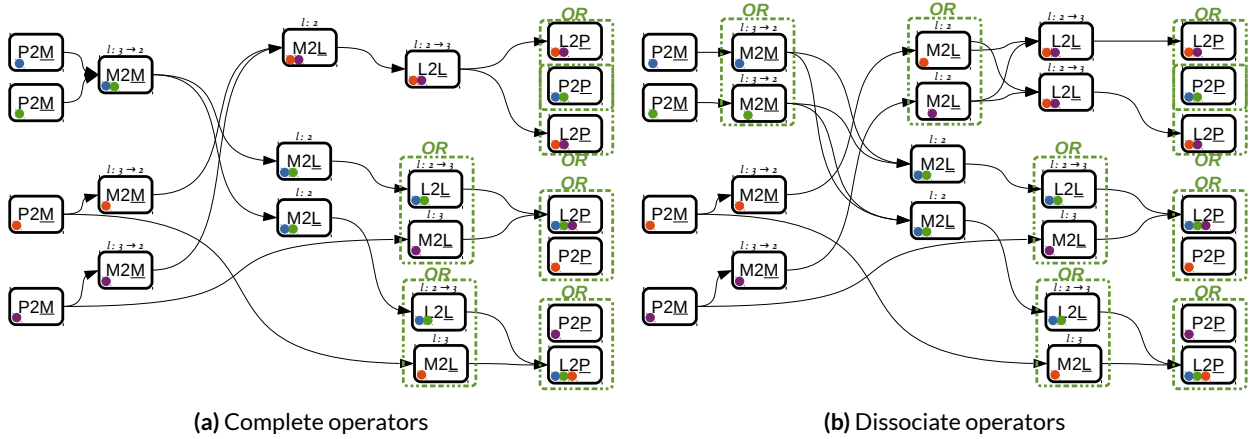 OR
OR
OR
OR
l: 2
l: 2
P2M
l: 3 → 2
M2L
l: 2 → 3
L2P
P2M
M2M
l: 3 → 2
M2L
L2L
L2P
M2M
L2L
P2P
l: 3 → 2
l: 2
l: 2 → 3
P2P
P2M
M2M
L2L
P2M
M2M
M2L
L2P
L2P
l: 2
M2L
OR
OR
OR
OR
l: 3 → 2
M2L
l: 2 → 3
l: 3 → 2
M2L
l: 2 → 3
M2M
l: 2
L2L
M2M
l: 2
L2L
P2M
M2L
l: 3
L2P
P2M
M2L
l: 3
L2P
l: 3 → 2
M2L
l: 3 → 2
M2L
M2M
OR
P2P
M2M
OR
P2P
l: 2 → 3
OR
l: 2 → 3
OR
P2M
L2L
P2P
P2M
L2L
P2P
l: 3
l: 3
M2L
L2P
M2L
L2P
(a) Complete operators
(b) Dissociate operators